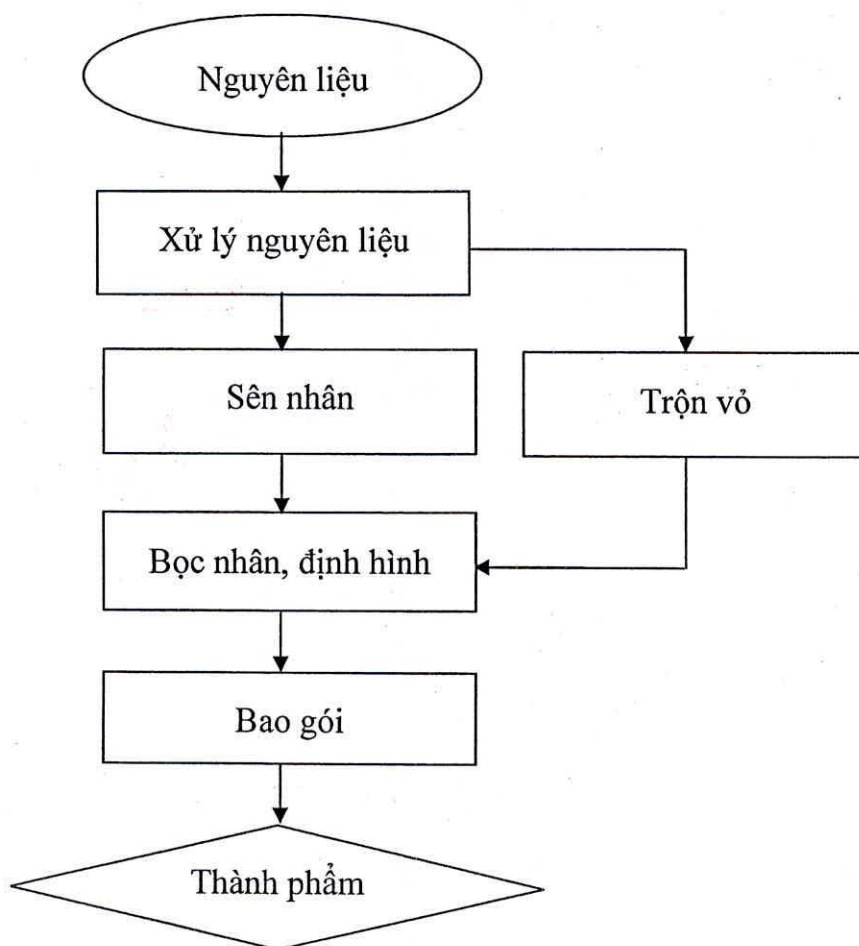 Nguyên liệu
Xử lý nguyên liệu
Sên nhân
Trộn vỏ
Bọc nhân, định hình
Bao gói
Thành phẩm